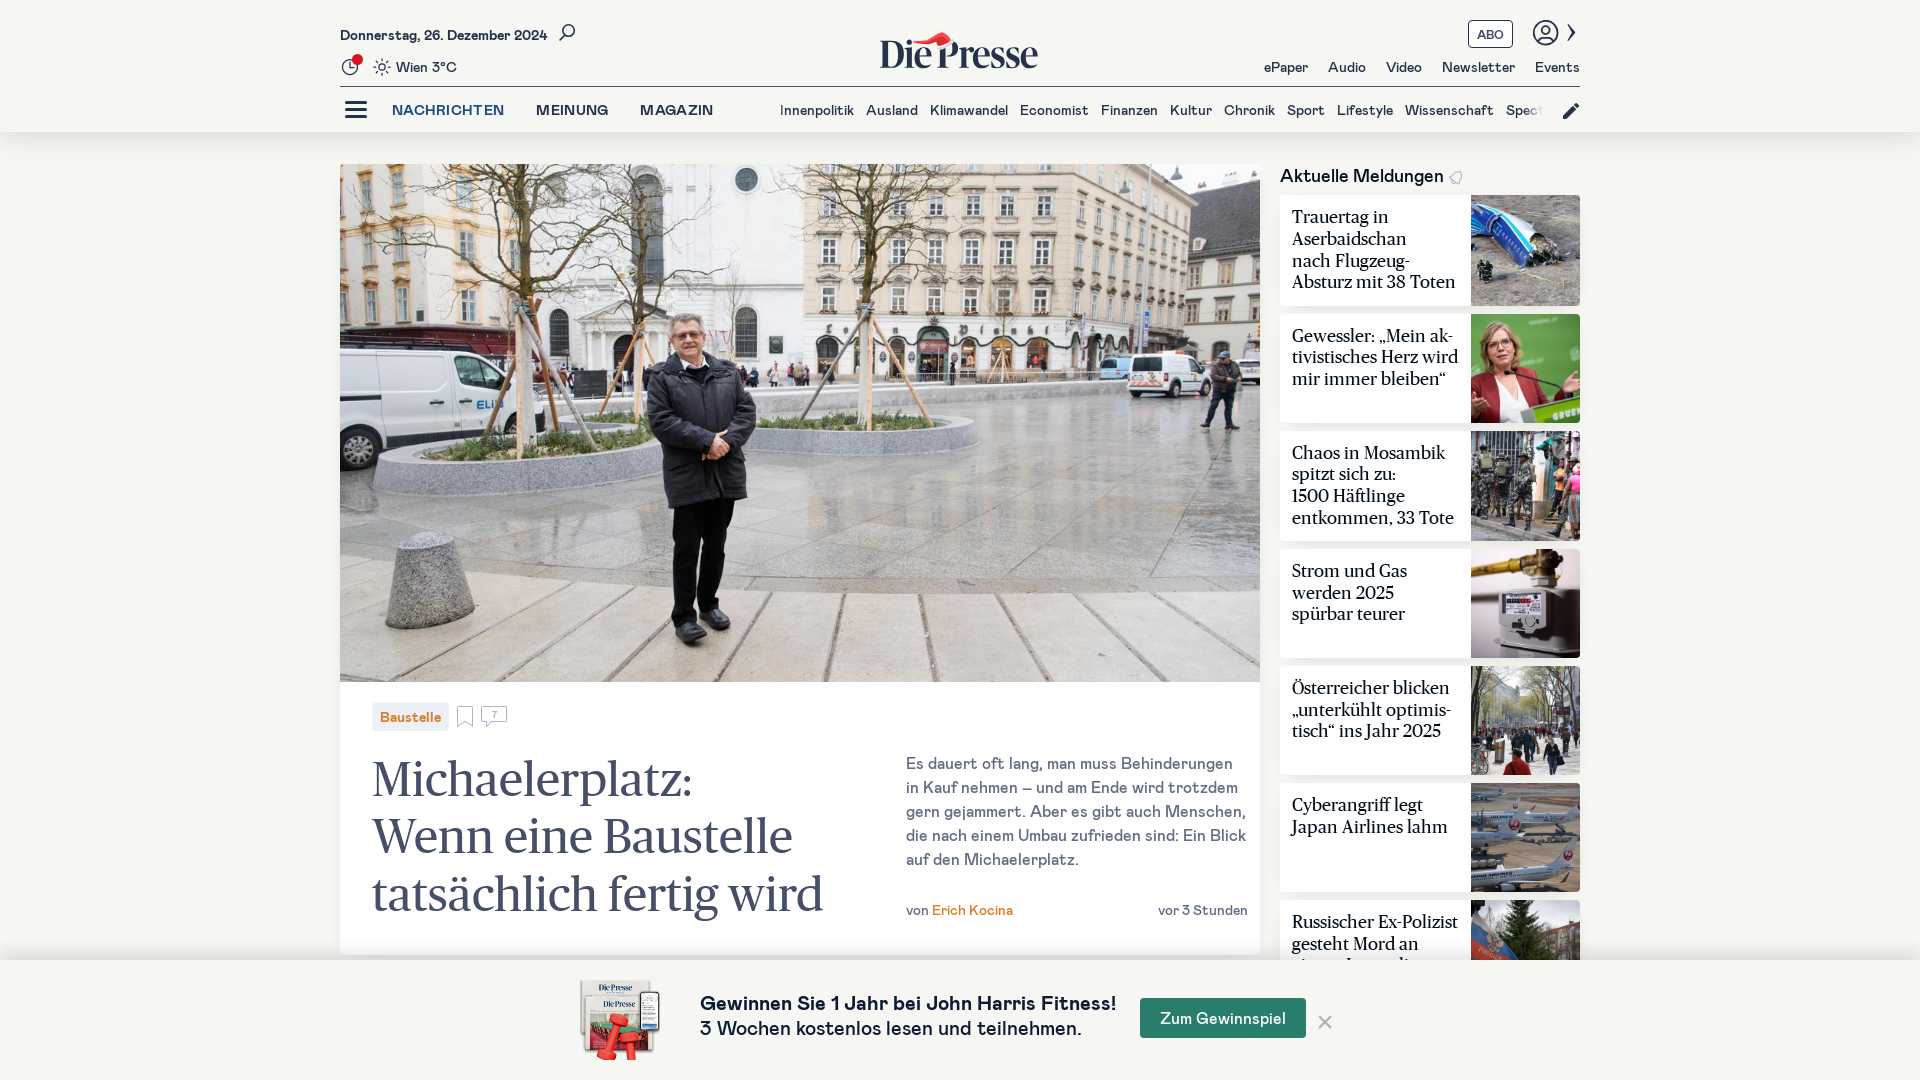 Donnerstag, 26. Dezember 2024
Wien 3°C
Die Presse
ABO
ePaper Audio Video Newsletter Events
NACHRICHTEN MEINUNG MAGAZIN
Innenpolitik Ausland Klimawandel Economist Finanzen Kultur Chronik Sport Lifestyle Wissenschaft Spect
Baustelle
7
Michaelerplatz:
Wenn eine Baustelle
tatsächlich fertig wird
Es dauert oft lang, man muss Behinderungen
in Kauf nehmen – und am Ende wird trotzdem
gern gejammert. Aber es gibt auch Menschen,
die nach einem Umbau zufrieden sind: Ein Blick
auf den Michaelerplatz.
von Erich Kocina
vor 3 Stunden
Aktuelle Meldungen
Trauertag in
Aserbaidschan
nach Flugzeug-
Absturz mit 38 Toten
Gewessler: „Mein ak-
tivistisches Herz wird
mir immer bleiben“
Chaos in Mosambik
spitzt sich zu:
1500 Häftlinge
entkommen, 33 Tote
Strom und Gas
werden 2025
spürbar teurer
Österreicher blicken
„unterkühlt optimis-
tisch“ ins Jahr 2025
Cyberangriff legt
Japan Airlines lahm
Russischer Ex-Polizist
gesteht Mord an
Die Presse
Die Presse
Gewinnen Sie 1 Jahr bei John Harris Fitness!
3 Wochen kostenlos lesen und teilnehmen.
Zum Gewinnspiel